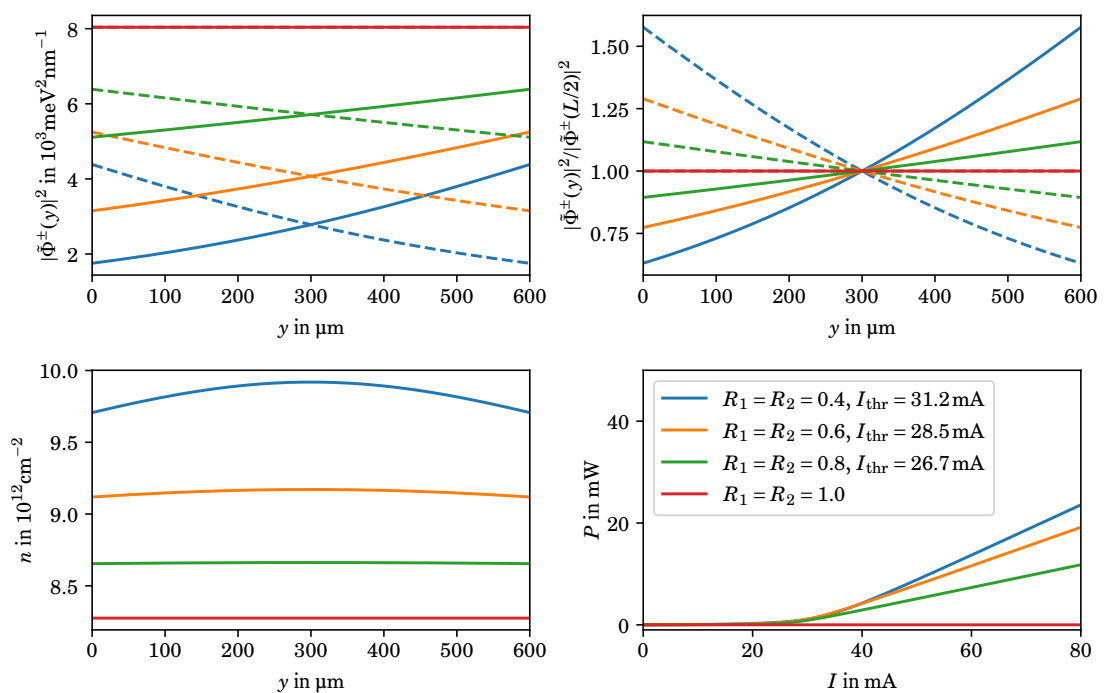 |Φ̃±(y)|² in 10³meV²nm⁻¹
8
6
4
2
0 100 200 300 400 500 600
y in µm
|Φ̃±(y)|²/|Φ̃±(L/2)|²
1.50
1.25
1.00
0.75
0 100 200 300 400 500 600
y in µm
n in 10¹²cm⁻²
10.0
9.5
9.0
8.5
0 100 200 300 400 500 600
y in µm
P in mW
40
20
0
R₁ = R₂ = 0.4, Iₜₕᵣ = 31.2 mA
R₁ = R₂ = 0.6, Iₜₕᵣ = 28.5 mA
R₁ = R₂ = 0.8, Iₜₕᵣ = 26.7 mA
R₁ = R₂ = 1.0
0 20 40 60 80
I in mA